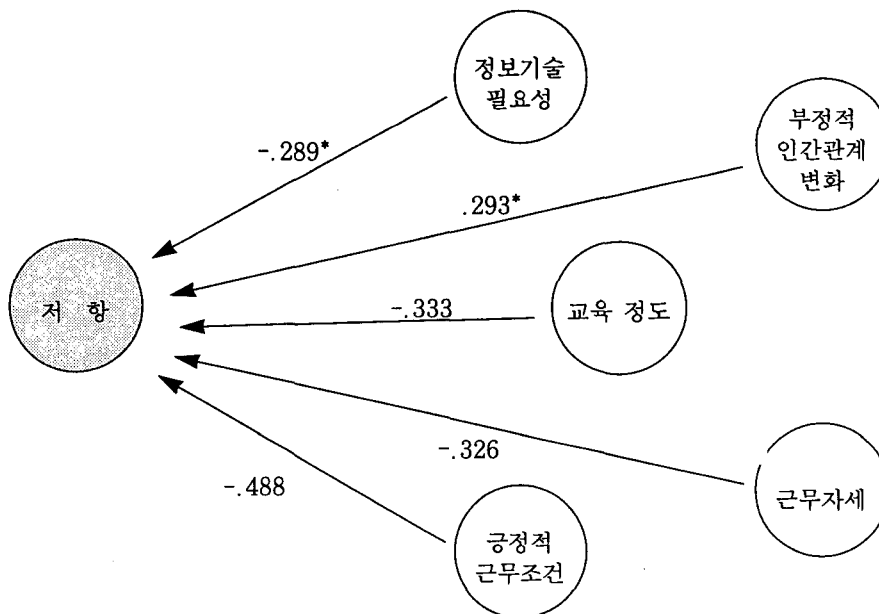 정보기술
필요성
부정적
인간관계
변화
-.289*
.293*
저 항
-.333
교육 정도
-.326
근무자세
-.488
긍정적
근무조건